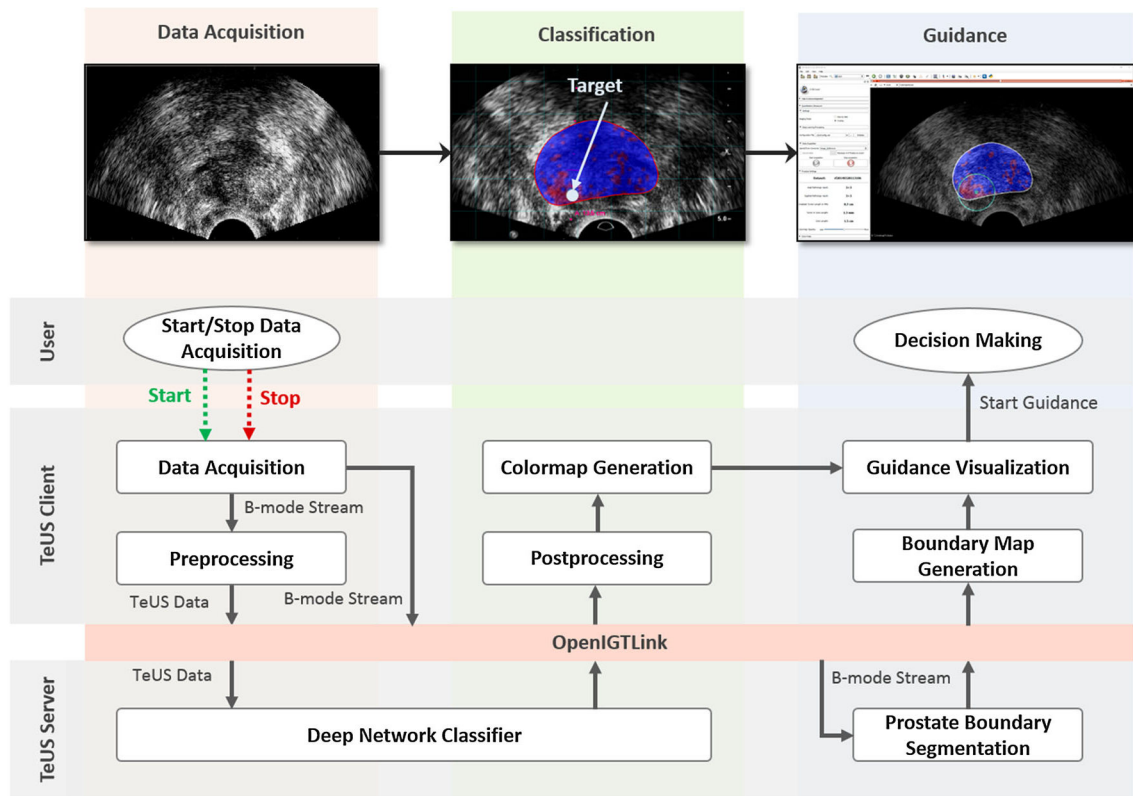 Data Acquisition
Classification
Guidance
Target
5.0
User
Start/Stop Data
Acquisition
Decision Making
Start
Stop
Start Guidance
TeUS Client
Data Acquisition
Colormap Generation
Guidance Visualization
B-mode Stream
Preprocessing
Postprocessing
Boundary Map
Generation
TeUS Data
B-mode Stream
OpenIGTLink
TeUS Server
TeUS Data
B-mode Stream
Deep Network Classifier
Prostate Boundary
Segmentation